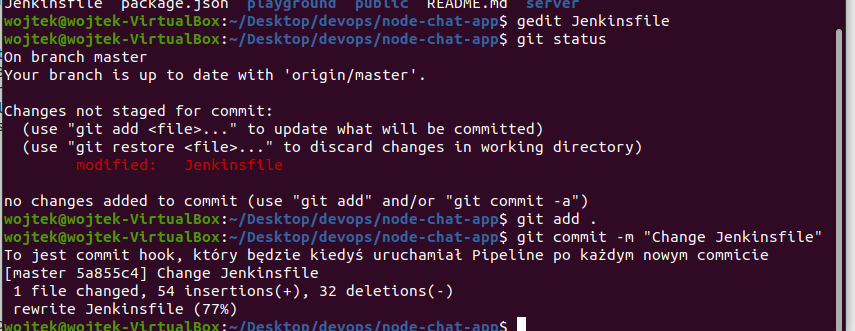 Jenkinsfile package.json playground public README.md server
wojtek@wojtek-VirtualBox:~/Desktop/devops/node-chat-app$ gedit Jenkinsfile
wojtek@wojtek-VirtualBox:~/Desktop/devops/node-chat-app$ git status
On branch master
Your branch is up to date with 'origin/master'.
Changes not staged for commit:
(use "git add <file>..." to update what will be committed)
(use "git restore <file>..." to discard changes in working directory)
modified: Jenkinsfile
no changes added to commit (use "git add" and/or "git commit -a")
wojtek@wojtek-VirtualBox:~/Desktop/devops/node-chat-app$ git add .
wojtek@wojtek-VirtualBox:~/Desktop/devops/node-chat-app$ git commit -m "Change Jenkinsfile"
To jest commit hook, który będzie kiedyś uruchamiał Pipeline po każdym nowym commicie
[master 5a855c4] Change Jenkinsfile
1 file changed, 54 insertions(+), 32 deletions(-)
rewrite Jenkinsfile (77%)
wojtek@wojtek-VirtualBox:~/Desktop/devops/node-chat-app$